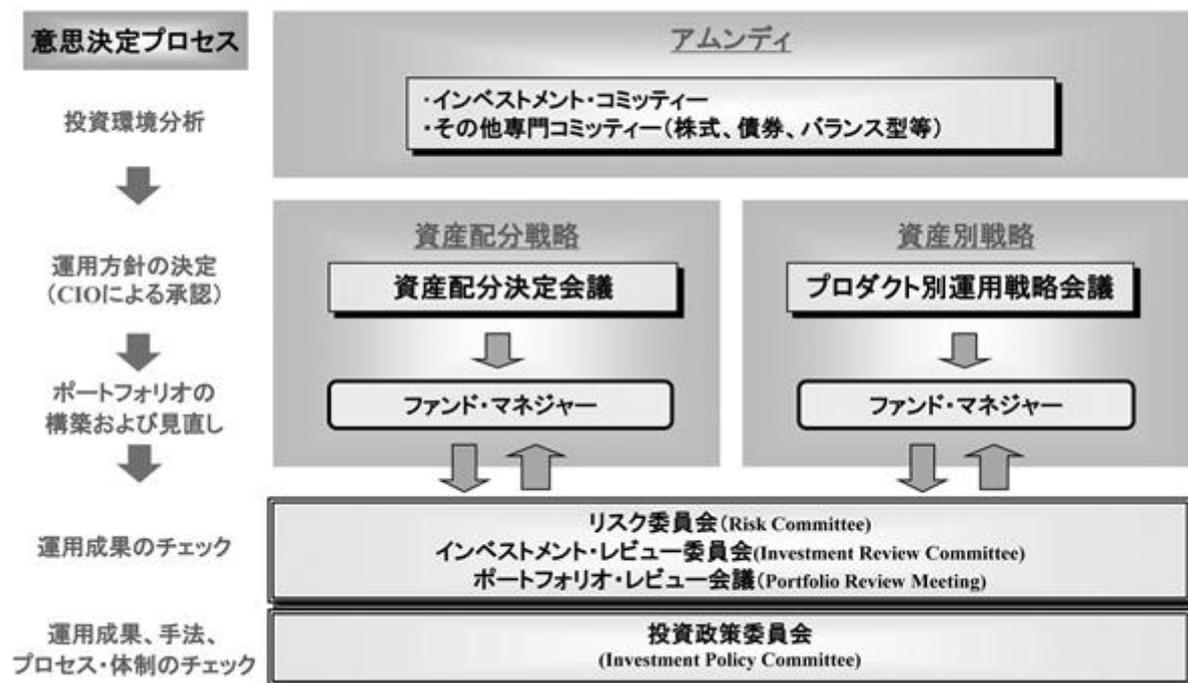 意思決定プロセス
アムンディ
投資環境分析
・インベストメント・コミッティー
・その他専門コミッティー（株式、債券、バランス型等）
運用方針の決定
（CIOによる承認）
資産配分戦略
資産配分決定会議
資産別戦略
プロダクト別運用戦略会議
ポートフォリオの
構築および見直し
ファンド・マネジャー
ファンド・マネジャー
運用成果のチェック
リスク委員会（Risk Committee）
インベストメント・レビュー委員会（Investment Review Committee）
ポートフォリオ・レビュー会議（Portfolio Review Meeting）
運用成果、手法、
プロセス・体制のチェック
投資政策委員会
（Investment Policy Committee）